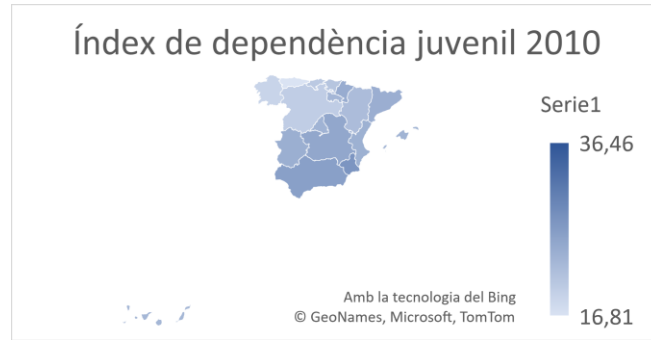 Índex de dependència juvenil 2010
Serie1
36,46
16,81
Amb la tecnologia del Bing
© GeoNames, Microsoft, TomTom